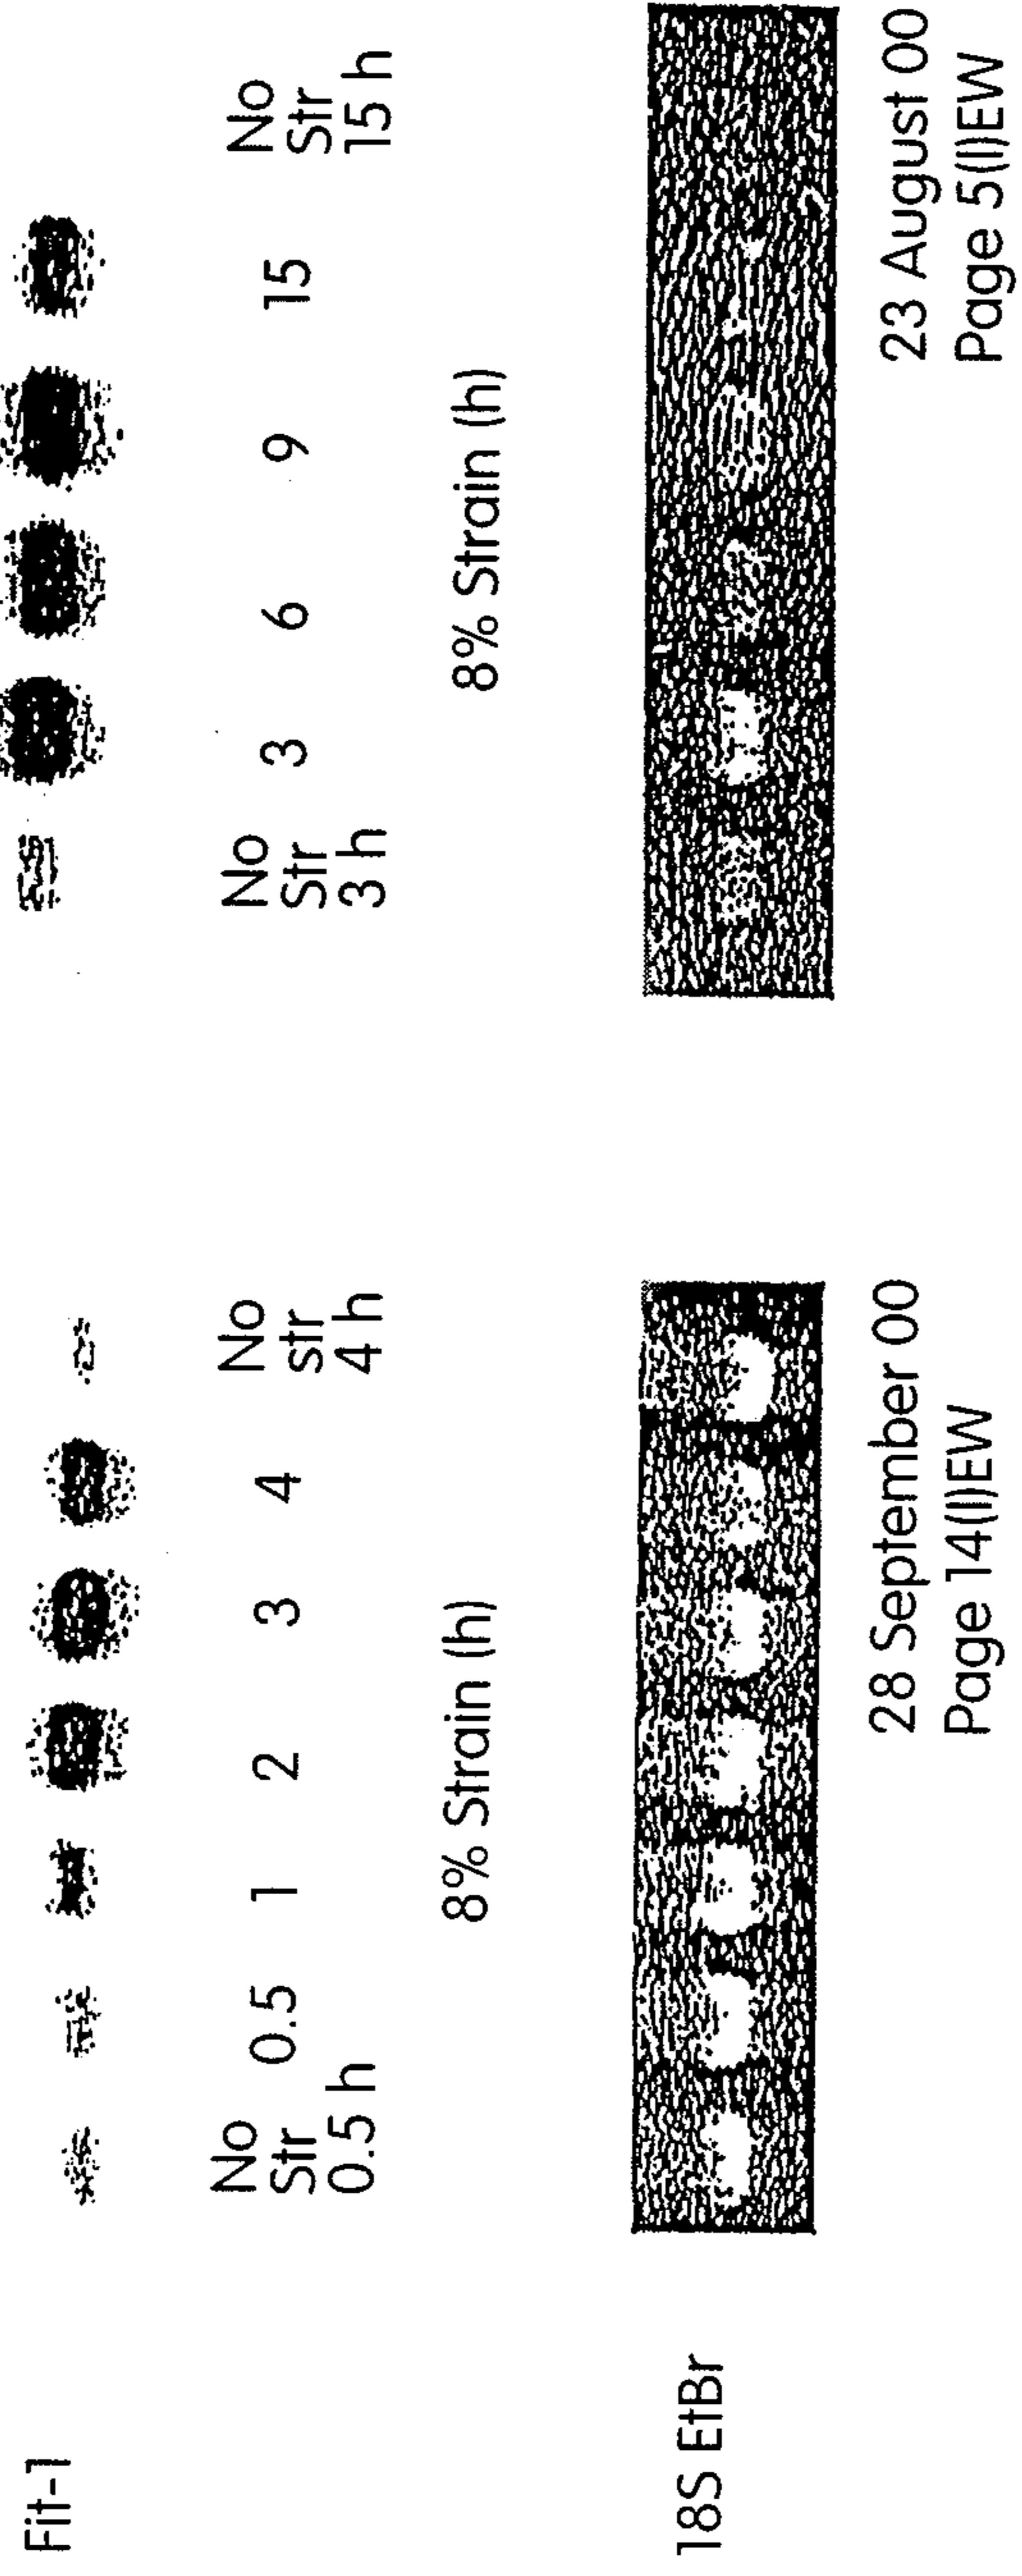 Fit-1
No 0.5 1 2 3 4 No
Str str
0.5 h 4 h
8% Strain (h)
No 3 6 9 15 No
Str Str
3 h 15 h
8% Strain (h)
18S EtBr
28 September 00
Page 14(I)EW
23 August 00
Page 5(I)EW